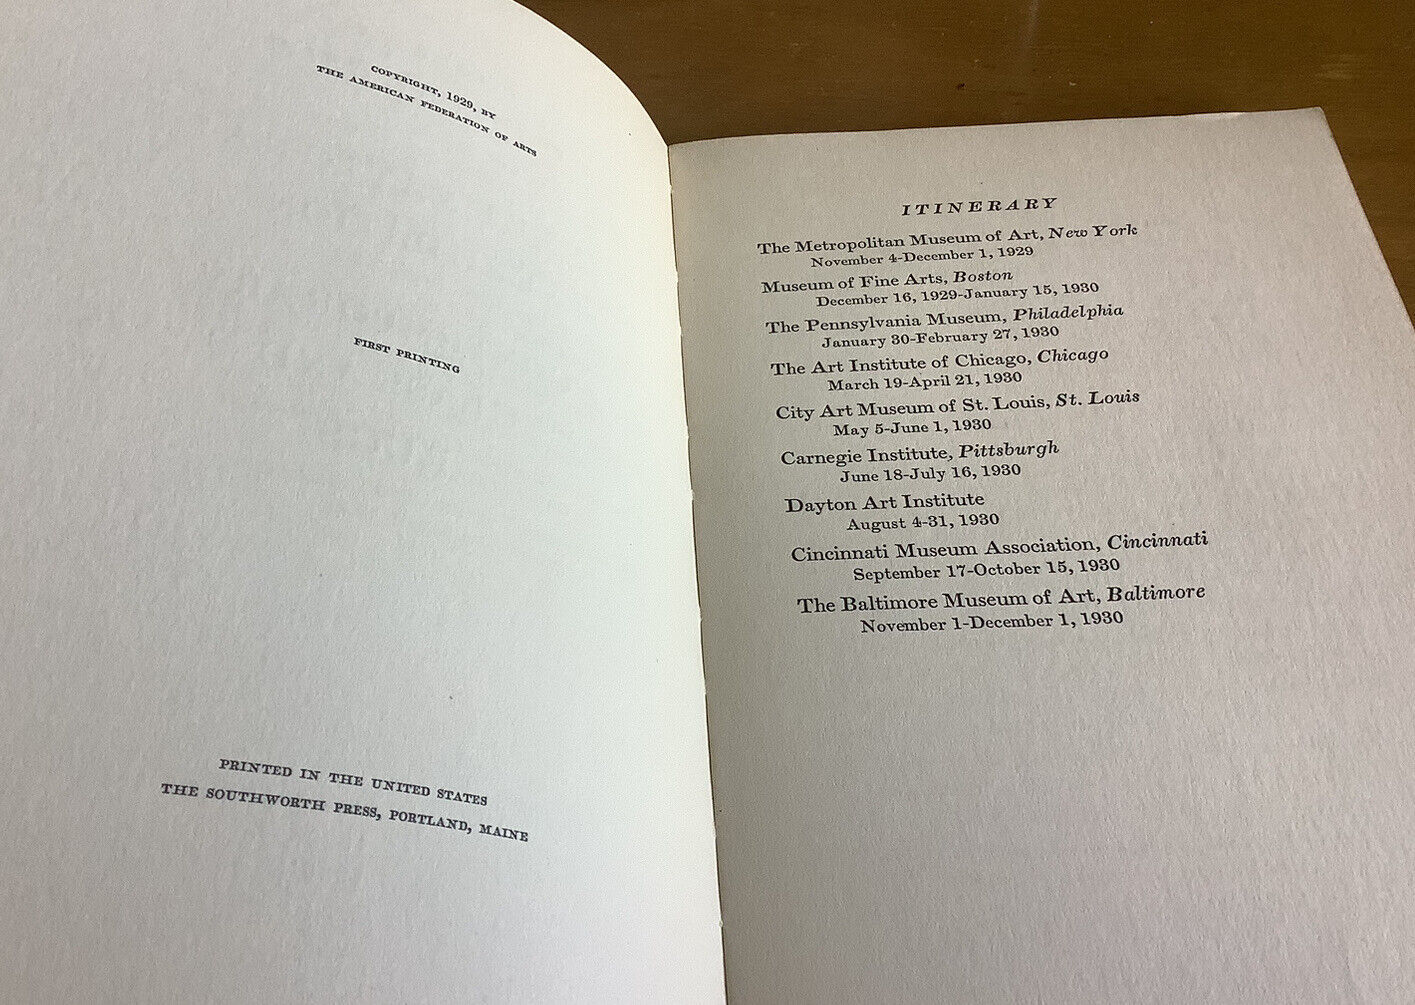 COPYRIGHT, 1929, BY
THE AMERICAN FEDERATION OF ARTS
FIRST PRINTING
PRINTED IN THE UNITED STATES
THE SOUTHWORTH PRESS, PORTLAND, MAINE
ITINERARY
The Metropolitan Museum of Art, New York
November 4-December 1, 1929
Museum of Fine Arts, Boston
December 16, 1929-January 15, 1930
The Pennsylvania Museum, Philadelphia
January 30-February 27, 1930
The Art Institute of Chicago, Chicago
March 19-April 21, 1930
City Art Museum of St. Louis, St. Louis
May 5-June 1, 1930
Carnegie Institute, Pittsburgh
June 18-July 16, 1930
Dayton Art Institute
August 4-31, 1930
Cincinnati Museum Association, Cincinnati
September 17-October 15, 1930
The Baltimore Museum of Art, Baltimore
November 1-December 1, 1930